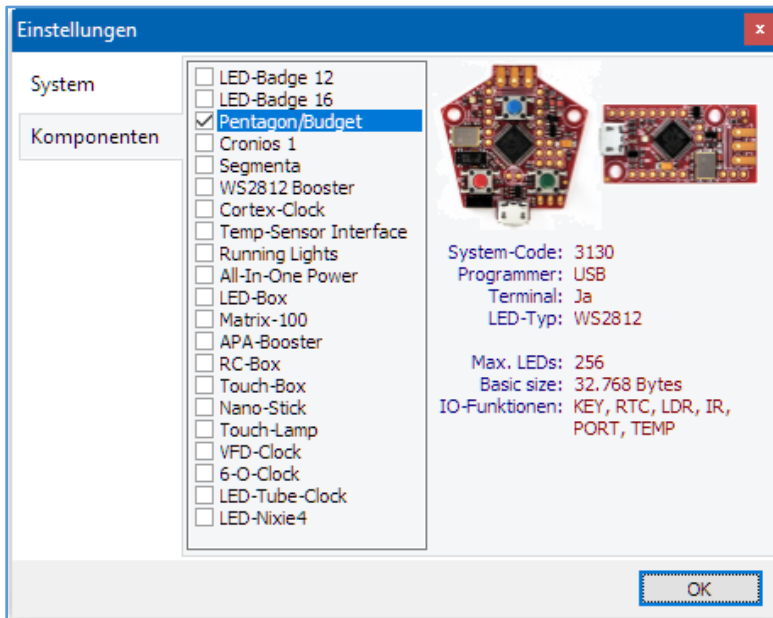 Einstellungen
x
System
Komponenten
LED-Badge 12
LED-Badge 16
Pentagon/Budget
Cronios 1
Segmenta
WS2812 Booster
Cortex-Clock
Temp-Sensor Interface
Running Lights
All-In-One Power
LED-Box
Matrix-100
APA-Booster
RC-Box
Touch-Box
Nano-Stick
Touch-Lamp
VFD-Clock
6-O-Clock
LED-Tube-Clock
LED-Nixie4
System-Code: 3130
Programmer: USB
Terminal: Ja
LED-Typ: WS2812
Max. LEDs: 256
Basic size: 32.768 Bytes
IO-Funktionen: KEY, RTC, LDR, IR,
PORT, TEMP
OK